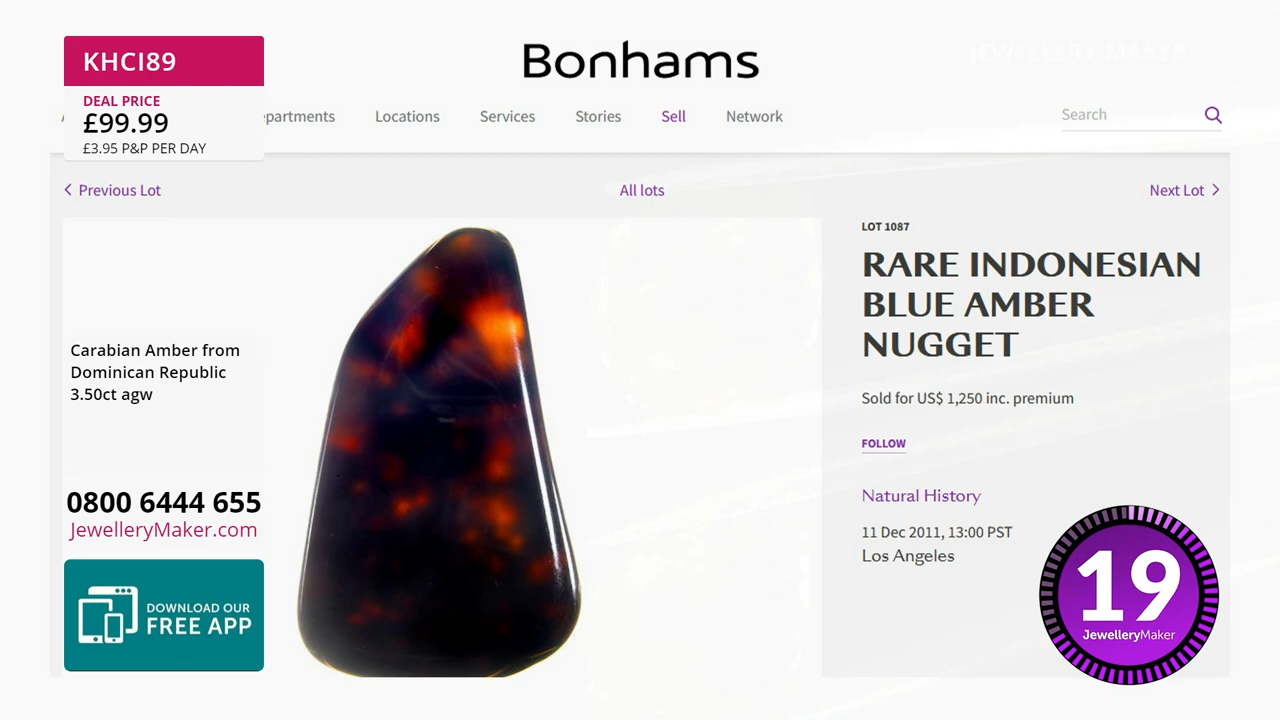 KHCI89
DEAL PRICE
£99.99
£3.95 P&P PER DAY
Bonhams
JEWELLERY MAKER
Locations
Services
Stories
Sell
Network
Search
Previous Lot
All lots
Next Lot
LOT 1087
RARE INDONESIAN
BLUE AMBER
NUGGET
Sold for US$ 1,250 inc. premium
FOLLOW
Natural History
11 Dec 2011, 13:00 PST
Los Angeles
Carabian Amber from
Dominican Republic
3.50ct agw
0800 6444 655
JewelleryMaker.com
DOWNLOAD OUR
FREE APP
19
JewelleryMaker